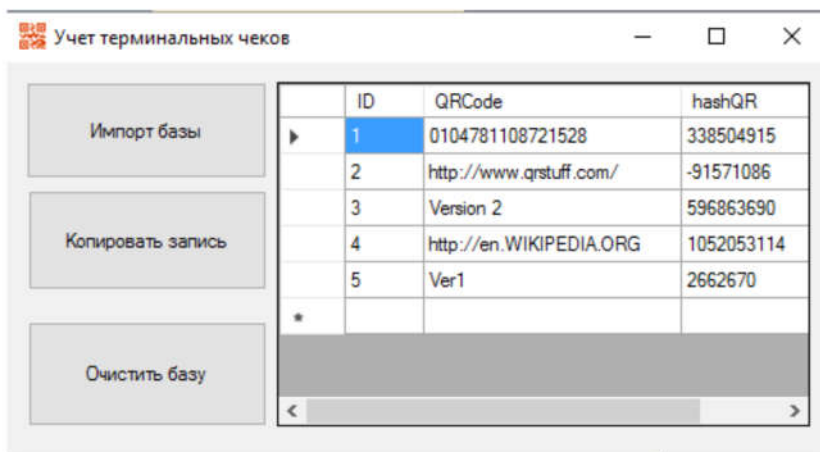 Учет терминальных чеков
Импорт базы
Копировать запись
Очистить базу
ID QRCode hashQR
1 0104781108721528 338504915
2 http://www.qrstuff.com/ -91571086
3 Version 2 596863690
4 http://en.WIKIPEDIA.ORG 1052053114
5 Ver1 2662670